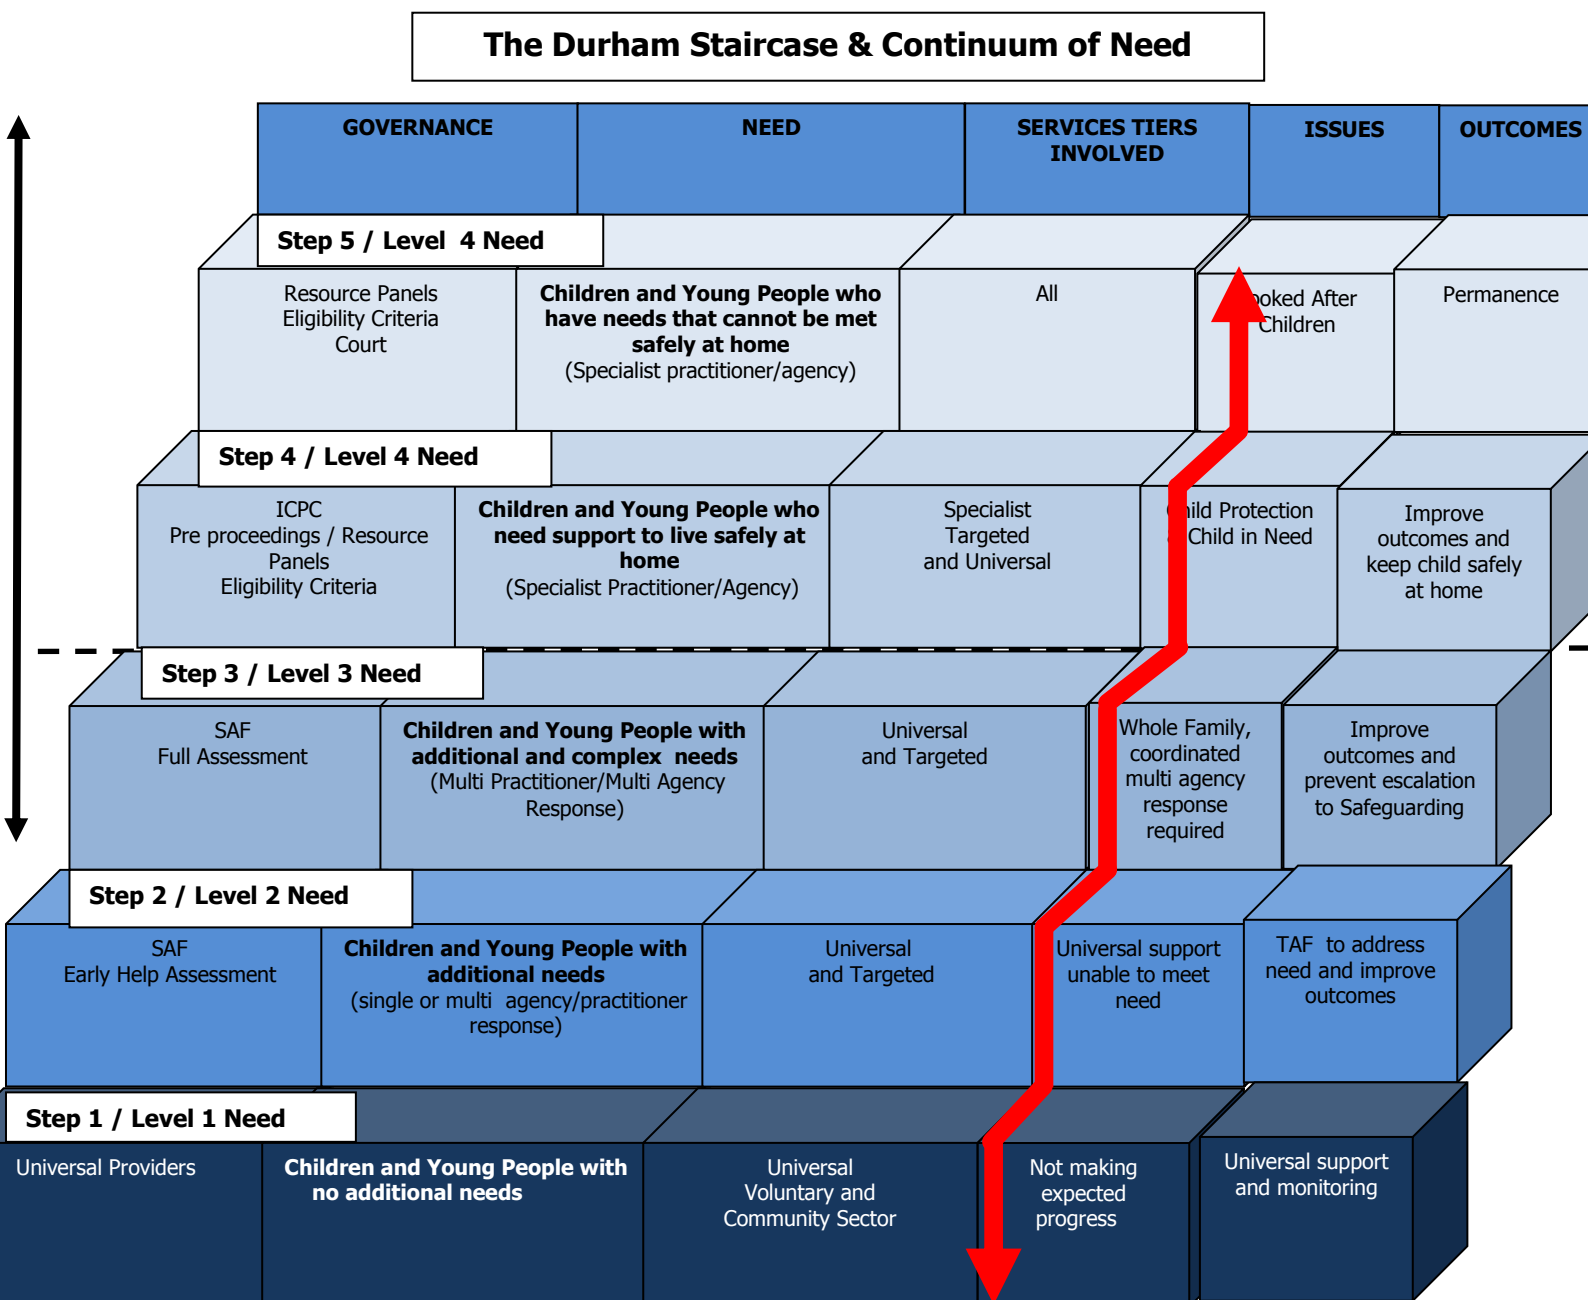 The Durham Staircase & Continuum of Need
GOVERNANCE
NEED
SERVICES TIERS
INVOLVED
ISSUES
OUTCOMES
Step 5 / Level 4 Need
Resource Panels
Eligibility Criteria
Court
Children and Young People who
have needs that cannot be met
safely at home
(Specialist practitioner/agency)
All
ooked After
Children
Permanence
Step 4 / Level 4 Need
ICPC
Pre proceedings / Resource
Panels
Eligibility Criteria
Children and Young People who
need support to live safely at
home
(Specialist Practitioner/Agency)
Specialist
Targeted
and Universal
Child Protection
Child in Need
Improve
outcomes and
keep child safely
at home
Step 3 / Level 3 Need
SAF
Full Assessment
Children and Young People with
additional and complex needs
(Multi Practitioner/Multi Agency
Response)
Universal
and Targeted
Whole Family,
coordinated
multi agency
response
required
Improve
outcomes and
prevent escalation
to Safeguarding
Step 2 / Level 2 Need
SAF
Early Help Assessment
Children and Young People with
additional needs
(single or multi agency/practitioner
response)
Universal
and Targeted
Universal support
unable to meet
need
TAF to address
need and improve
outcomes
Step 1 / Level 1 Need
Universal Providers
Children and Young People with
no additional needs
Universal
Voluntary and
Community Sector
Not making
expected
progress
Universal support
and monitoring